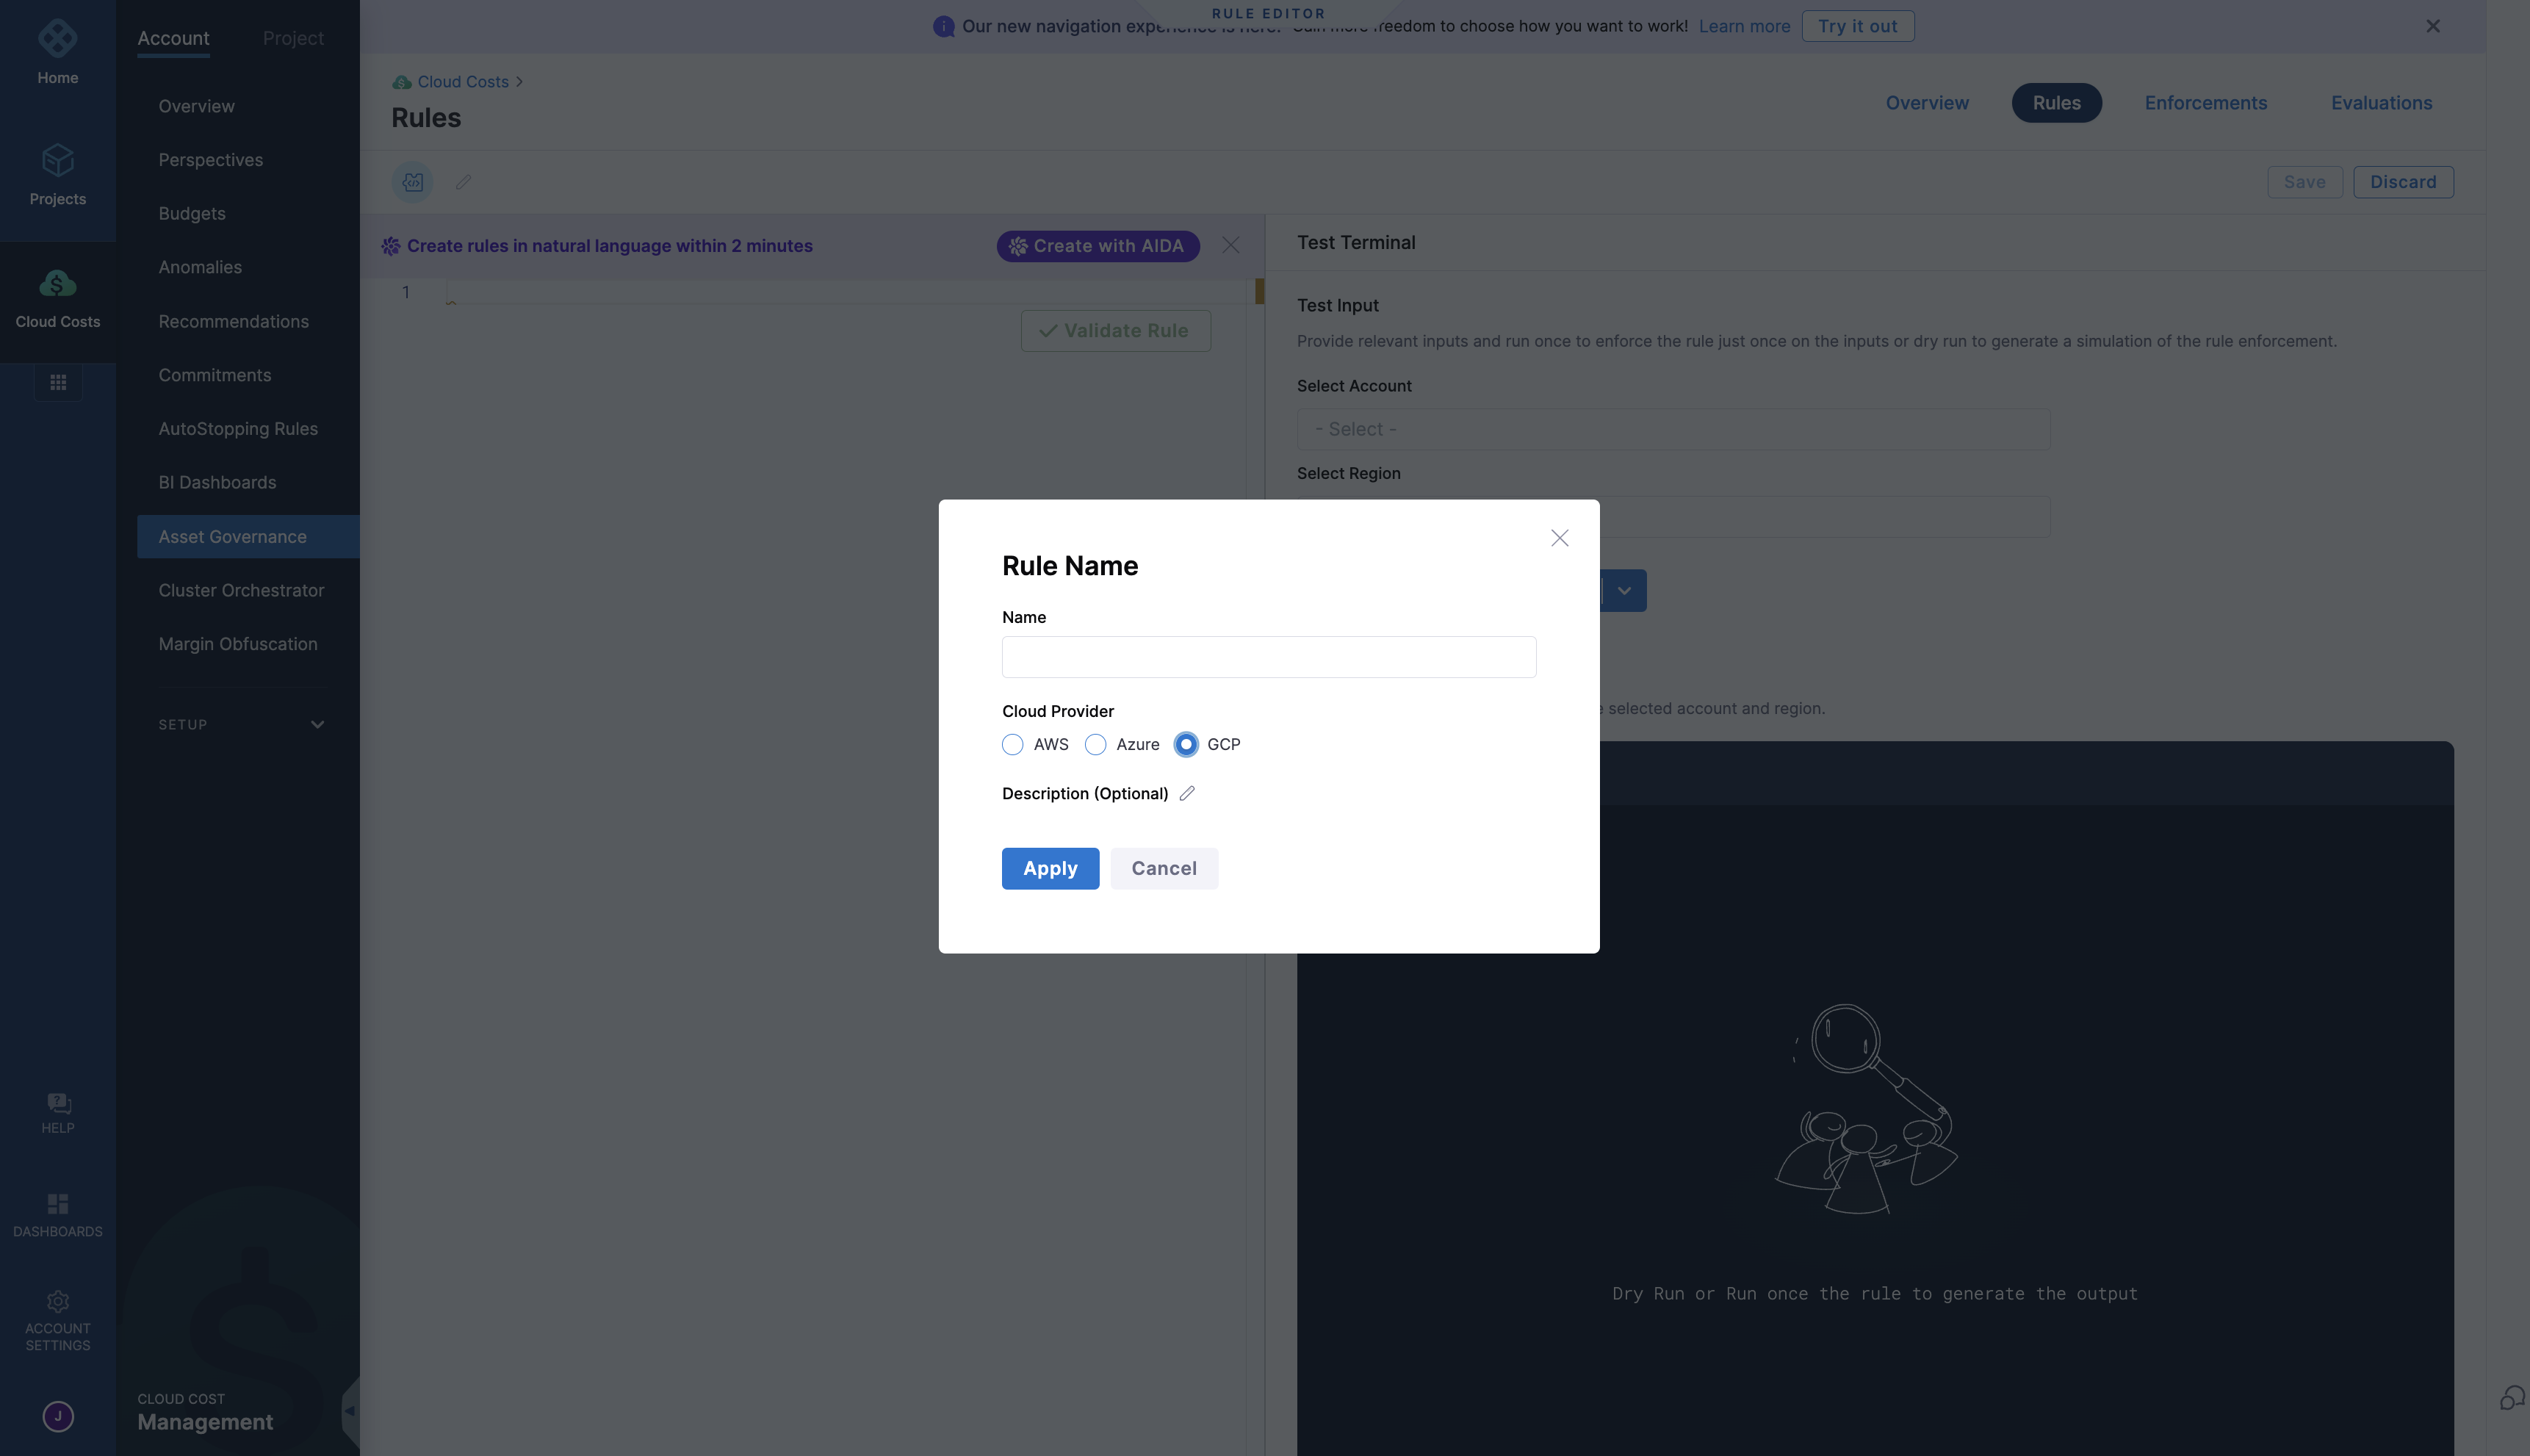 RULE EDITOR
Our new navigation experience is here! Gain more freedom to choose how you want to work! Learn more Try it out
Home
Projects
Cloud Costs
HELP
DASHBOARDS
ACCOUNT
SETTINGS
J
Account Project
Overview
Perspectives
Budgets
Anomalies
Recommendations
Commitments
AutoStopping Rules
BI Dashboards
Asset Governance
Cluster Orchestrator
Margin Obfuscation
SETUP
CLOUD COST
Management
Cloud Costs >
Rules
Overview Rules Enforcements Evaluations
Save Discard
Create rules in natural language within 2 minutes Create with AIDA
1
Validate Rule
Test Terminal
Test Input
Provide relevant inputs and run once to enforce the rule just once on the inputs or dry run to generate a simulation of the rule enforcement.
Select Account
- Select -
Select Region
selected account and region.
Dry Run or Run once the rule to generate the output
Rule Name
Name
Cloud Provider
AWS Azure GCP
Description (Optional)
Apply Cancel